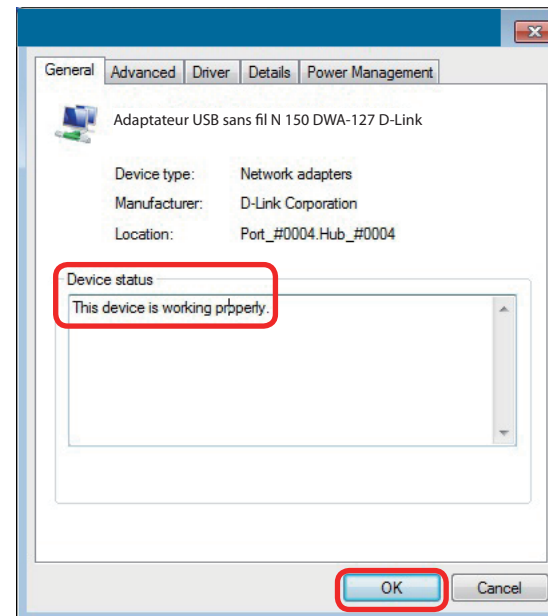 General Advanced Driver Details Power Management
Adaptateur USB sans fil N 150 DWA-127 D-Link
Device type: Network adapters
Manufacturer: D-Link Corporation
Location: Port_#0004.Hub_#0004
Device status
This device is working properly.
OK Cancel